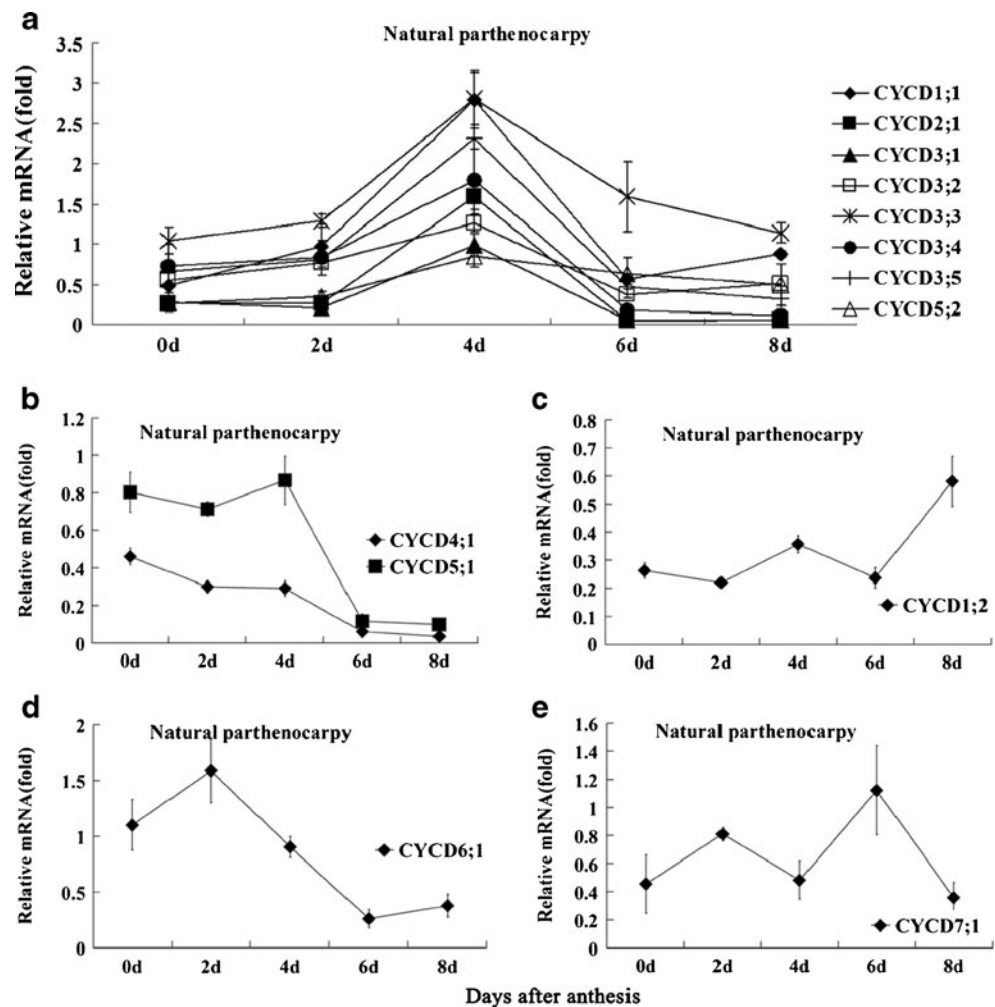 a
Natural parthenocarpy
Relative mRNA(fold)
3.5
3
2.5
2
1.5
1
0.5
0
0d 2d 4d 6d 8d
CYCD1;1
CYCD2;1
CYCD3;1
CYCD3;2
CYCD3;3
CYCD3;4
CYCD3;5
CYCD5;2
b
Natural parthenocarpy
Relative mRNA(fold)
1.2
1
0.8
0.6
0.4
0.2
0
0d 2d 4d 6d 8d
CYCD4;1
CYCD5;1
c
Natural parthenocarpy
Relative mRNA(fold)
0.8
0.7
0.6
0.5
0.4
0.3
0.2
0.1
0
0d 2d 4d 6d 8d
CYCD1;2
d
Natural parthenocarpy
Relative mRNA(fold)
2
1.5
1
0.5
0
0d 2d 4d 6d 8d
CYCD6;1
e
Natural parthenocarpy
Relative mRNA(fold)
1.6
1.4
1.2
1
0.8
0.6
0.4
0.2
0
0d 2d 4d 6d 8d
CYCD7;1
Days after anthesis